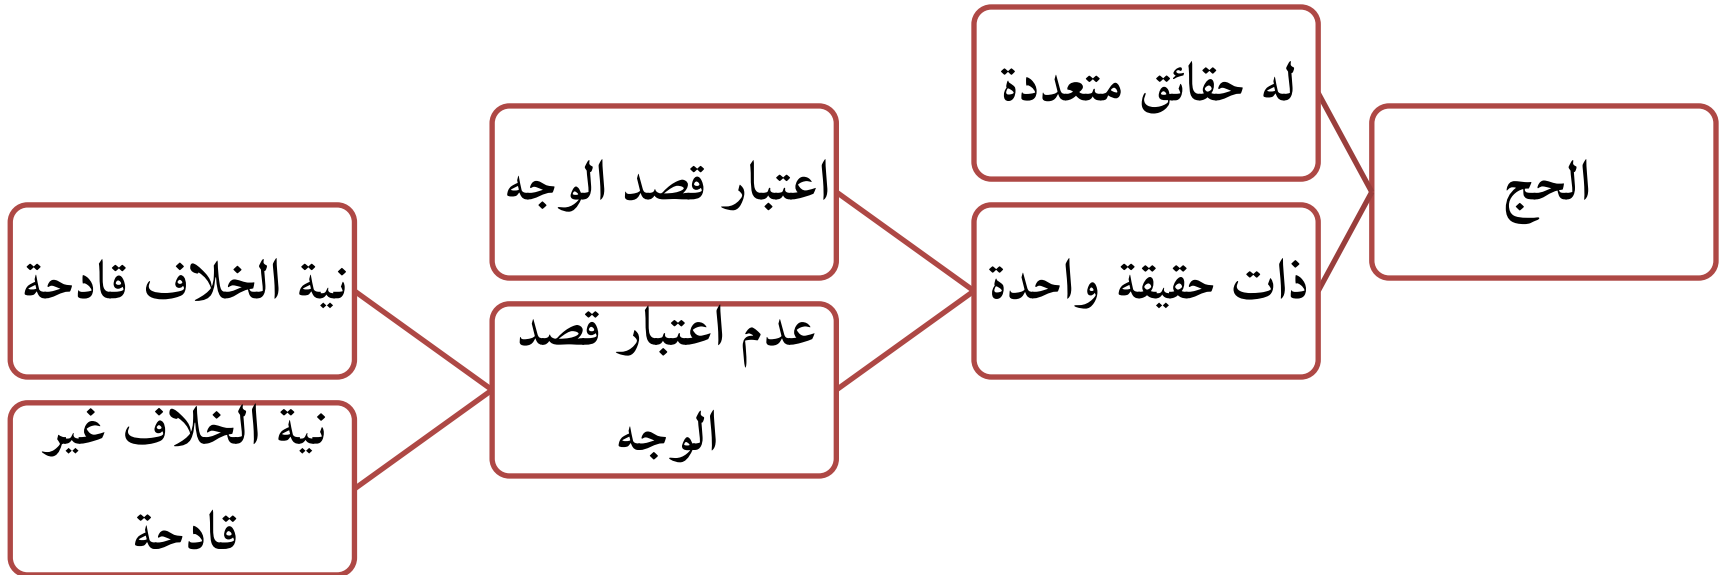 الحج
له حقائق متعددة
ذات حقيقة واحدة
اعتبار قصد الوجه
عدم اعتبار قصد
الوجه
نية الخلاف قادحة
نية الخلاف غير
قادحة